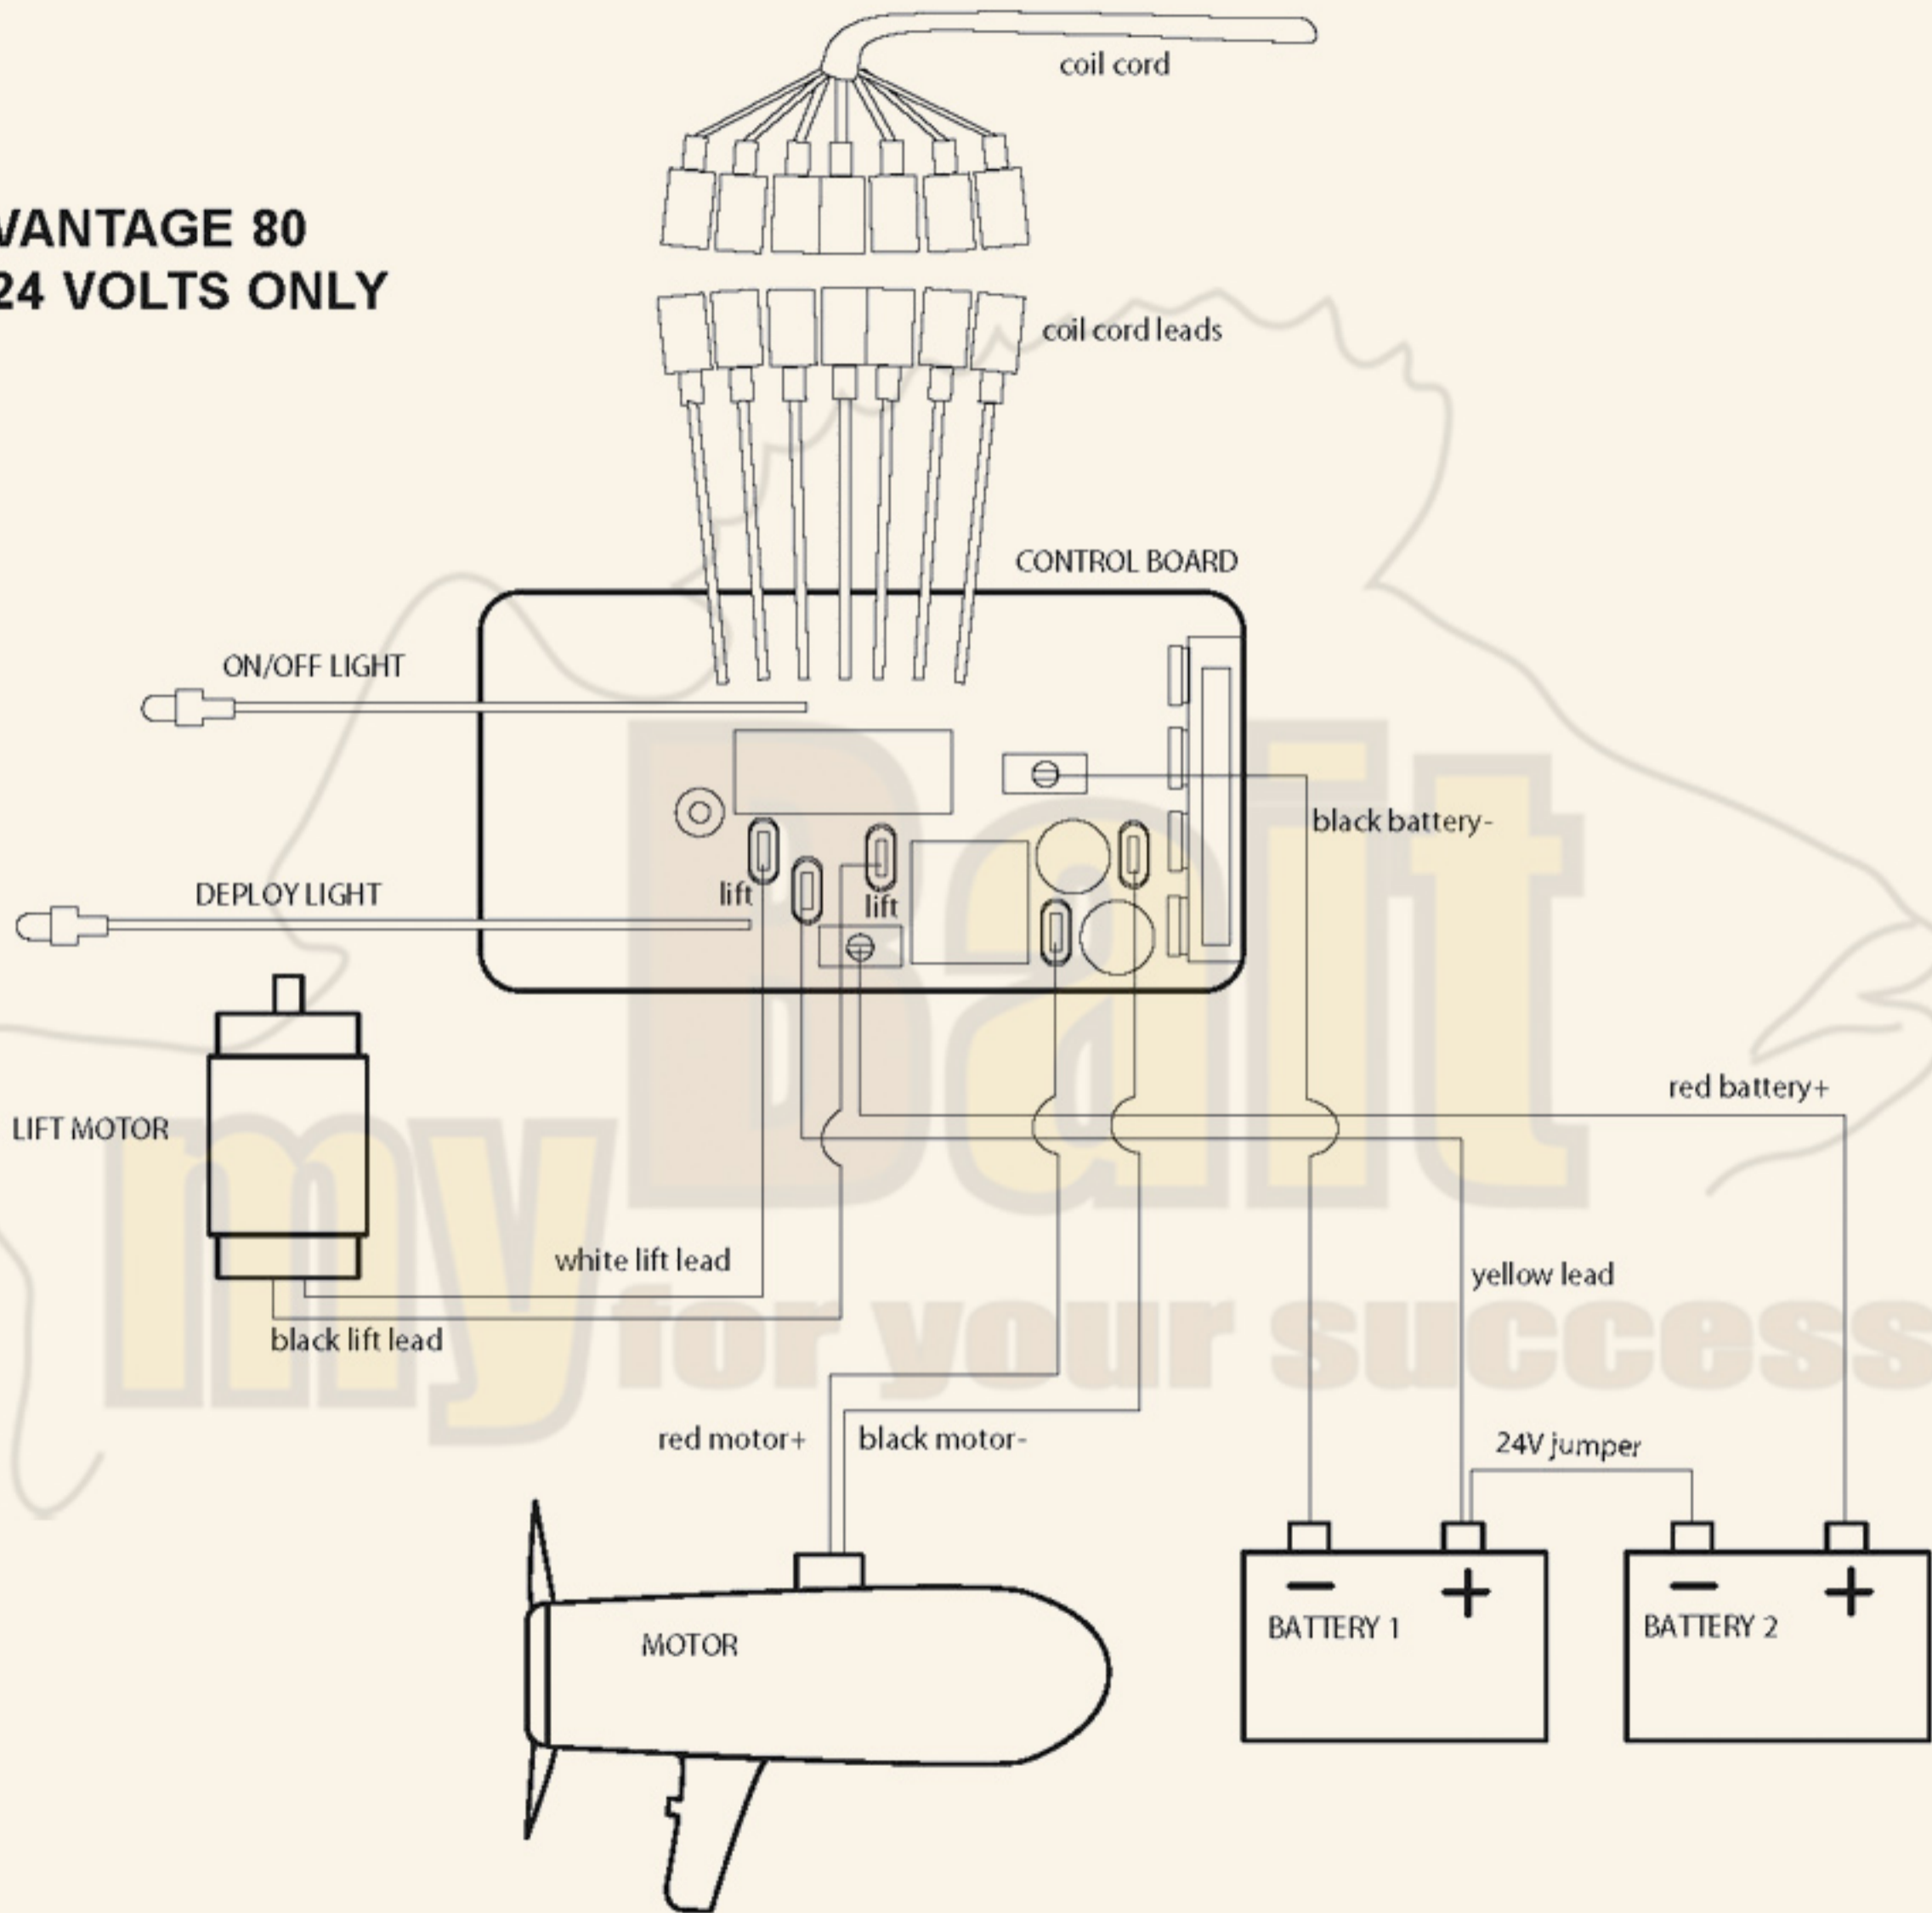 coil cord
VANTAGE 80
24 VOLTS ONLY
coil cord leads
CONTROL BOARD
ON/OFF LIGHT
black battery-
DEPLOY LIGHT
lift
lift
red battery+
LIFT MOTOR
white lift lead
yellow lead
black lift lead
red motor+
black motor-
24V jumper
MOTOR
BATTERY 1
BATTERY 2
− +
− +
myBait
for your success